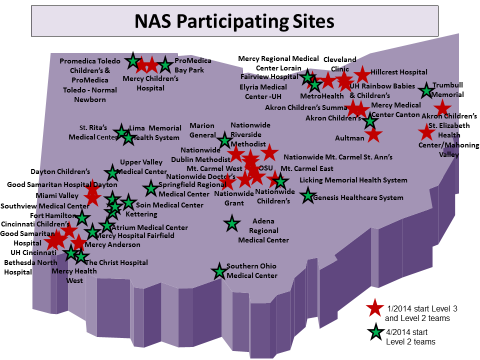 NAS Participating Sites
Promedica Toledo
Children's &
ProMedica
Toledo - Normal
Newborn
Mercy Children's
Hospital
ProMedica
Bay Park
Mercy Regional Medical
Center Lorain
Fairview Hospital
Elyria Medical
Center -UH
Cleveland
Clinic
MetroHealth
Hillcrest Hospital
UH Rainbow Babies
& Children's
Trumbull
Memorial
Akron Children's Summa
Akron Children's
Mercy Medical
Center Canton
Aultman
Akron Children's
St. Elizabeth
Health
Center/Mahoning
Valley
St. Rita's
Medical Center
Lima Memorial
Health System
Marion
General
Nationwide
Riverside
Methodist
Nationwide
Dublin Methodist
Mt. Carmel West
Nationwide Doctor's
OSU
Nationwide Mt. Carmel St. Ann's
Mt. Carmel East
Licking Memorial Health System
Nationwide
Grant
Nationwide
Children's
Genesis Healthcare System
Upper Valley
Medical Center
Dayton Children's
Good Samaritan Hospital Dayton
Miami Valley
Southview Medical Center
Fort Hamilton
Springfield Regional
Medical Center
Soin Medical Center
Kettering
Cincinnati Children's
Good Samaritan
Hospital
UH Cincinnati
Bethesda North
Hospital
Atrium Medical Center
Mercy Hospital Fairfield
Mercy Anderson
The Christ Hospital
Mercy Health
West
Adena
Regional
Medical Center
Southern Ohio
Medical Center
1/2014 start Level 3
and Level 2 teams
4/2014 start
Level 2 teams